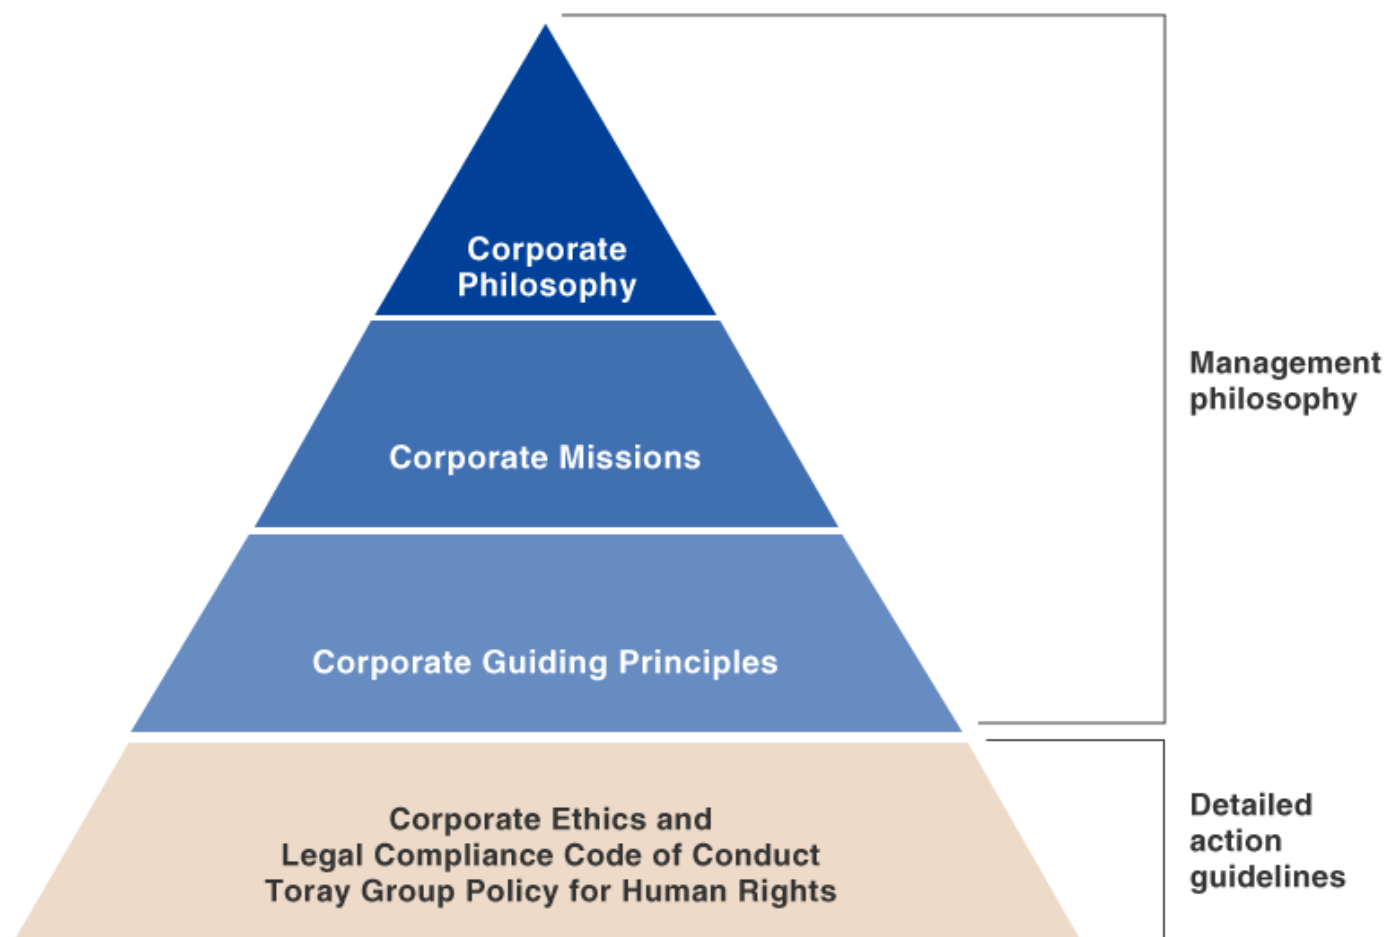 Corporate
Philosophy
Corporate Missions
Management
philosophy
Corporate Guiding Principles
Corporate Ethics and
Legal Compliance Code of Conduct
Toray Group Policy for Human Rights
Detailed
action
guidelines